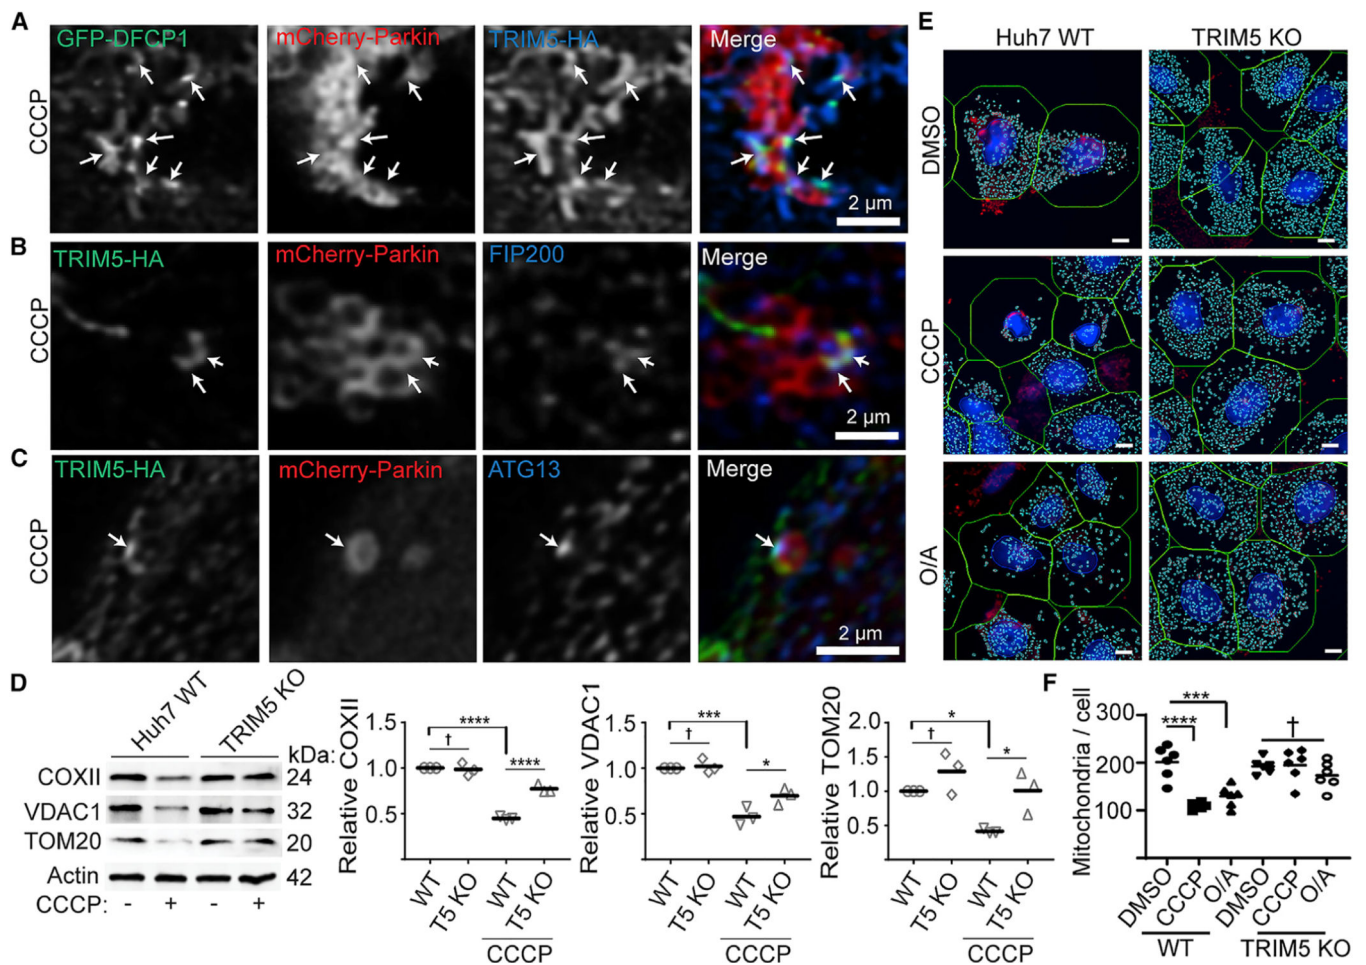 A
GFP-DFCP1
mCherry-Parkin
TRIM5-HA
Merge
CCCP
2 µm
B
TRIM5-HA
mCherry-Parkin
FIP200
Merge
CCCP
2 µm
C
TRIM5-HA
mCherry-Parkin
ATG13
Merge
CCCP
2 µm
D
Huh7 WT
TRIM5 KO
kDa:
COXII 24
VDAC1 32
TOM20 20
Actin 42
CCCP: - + - +
Relative COXII
1.5
1.0
0.5
****
†
****
WT
T5 KO
WT
T5 KO
CCCP
Relative VDAC1
1.5
1.0
0.5
***
†
*
WT
T5 KO
WT
T5 KO
CCCP
Relative TOM20
2.0
1.5
1.0
0.5
*
†
*
WT
T5 KO
WT
T5 KO
CCCP
E
Huh7 WT
TRIM5 KO
DMSO
CCCP
O/A
F
Mitochondria / cell
300
200
100
***
****
†
DMSO
CCCP
O/A
DMSO
CCCP
O/A
WT
TRIM5 KO